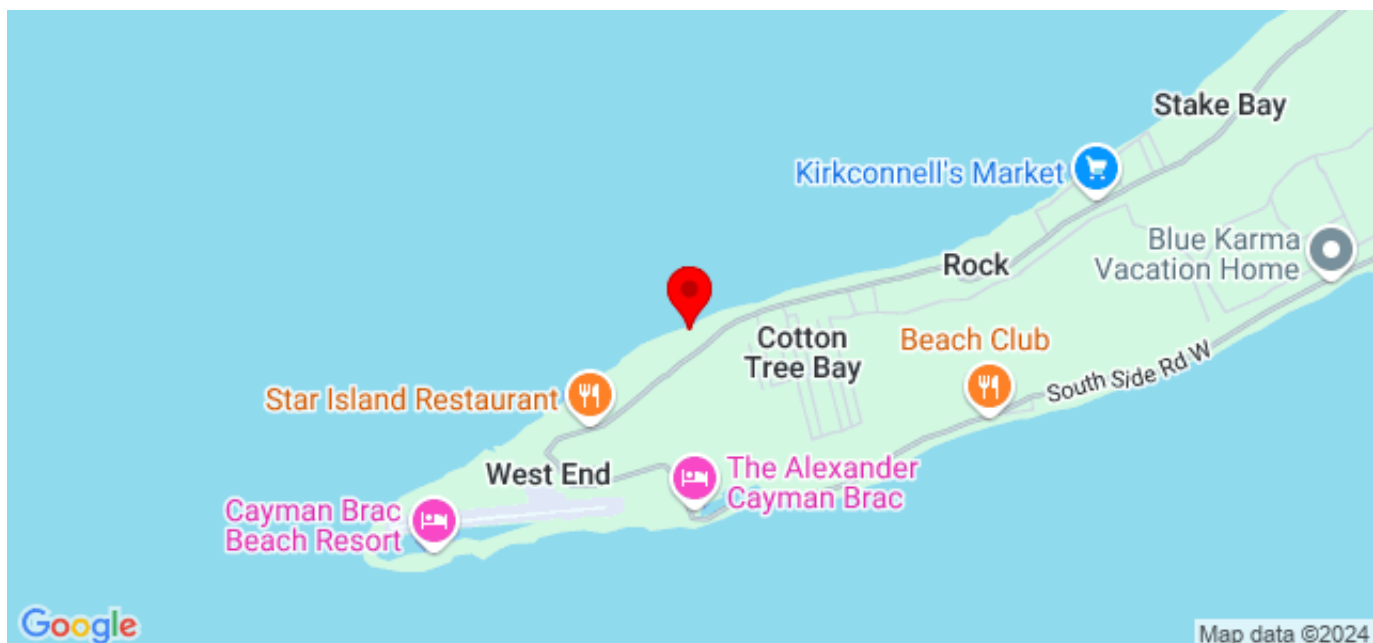 Stake Bay
Kirkconnell's Market
Blue Karma
Vacation Home
Rock
Cotton
Tree Bay
Beach Club
South Side Rd W
Star Island Restaurant
West End
The Alexander
Cayman Brac
Cayman Brac
Beach Resort
Google
Map data ©2024